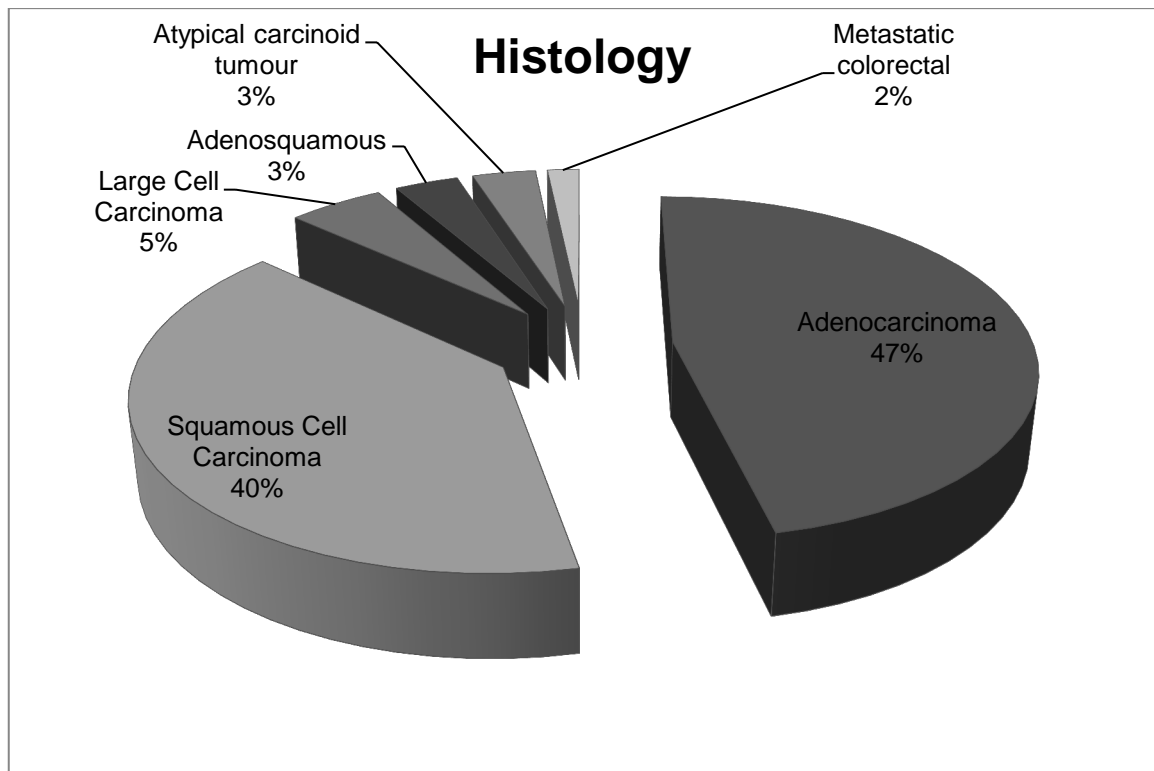 Histology
Atypical carcinoid
tumour
3%
Metastatic
colorectal
2%
Adenosquamous
3%
Large Cell
Carcinoma
5%
Adenocarcinoma
47%
Squamous Cell
Carcinoma
40%